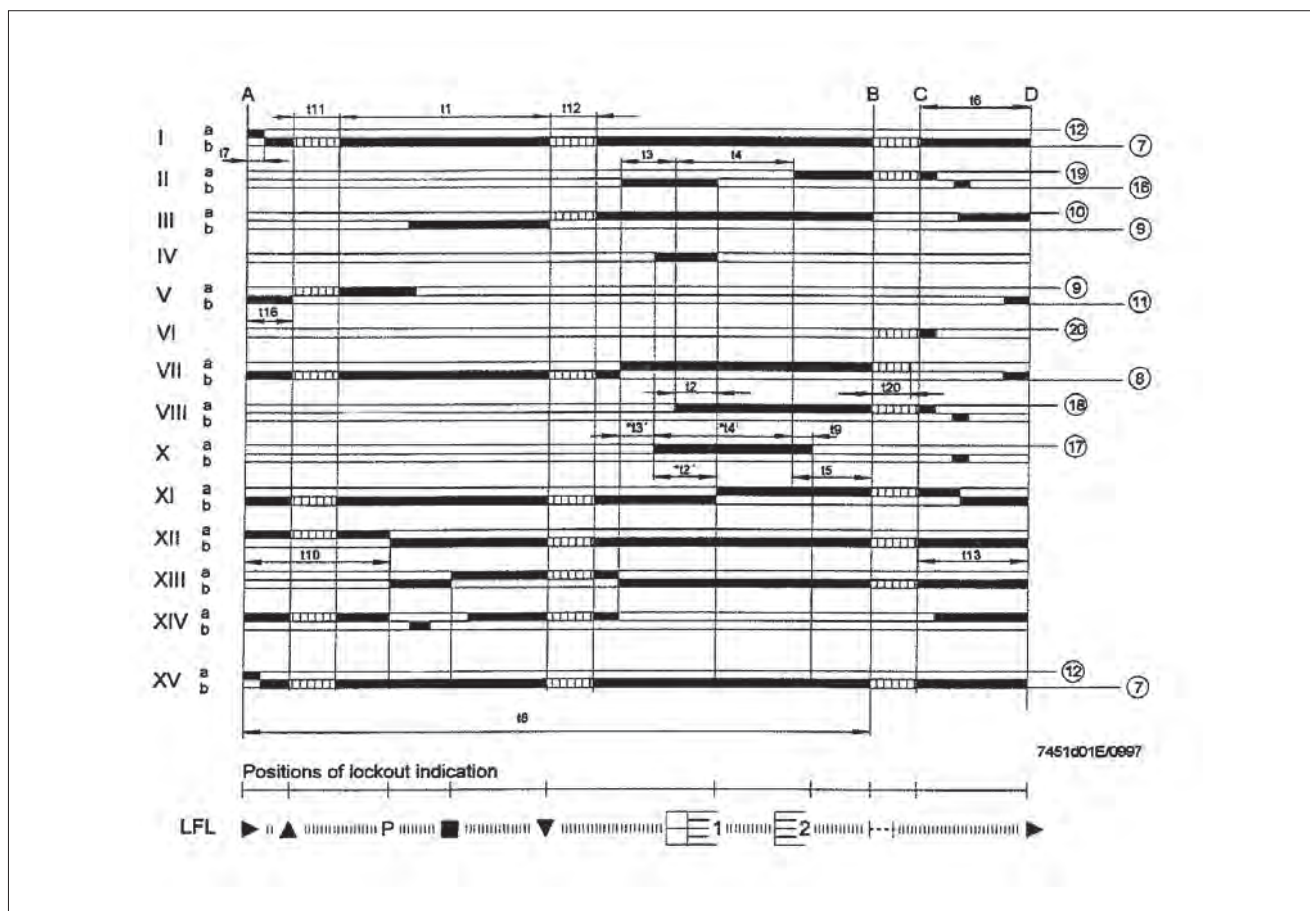 A t11 t1 t12 B C t6 D
I a 12
b 7
t7
t3 t4
II a 19
b 16
III a 10
b 9
IV
V a 9
b 11
t16
VI 20
VII a
b 8
t2 t20
VIII a 18
b
"t3" "t4" t9
X a 17
b
"t2" t5
XI a
b
XII a
b
t10 t13
XIII a
b
XIV a
b
XV a 12
b 7
t8
7451d01E/0997
Positions of lockout indication
LFL P 1 2